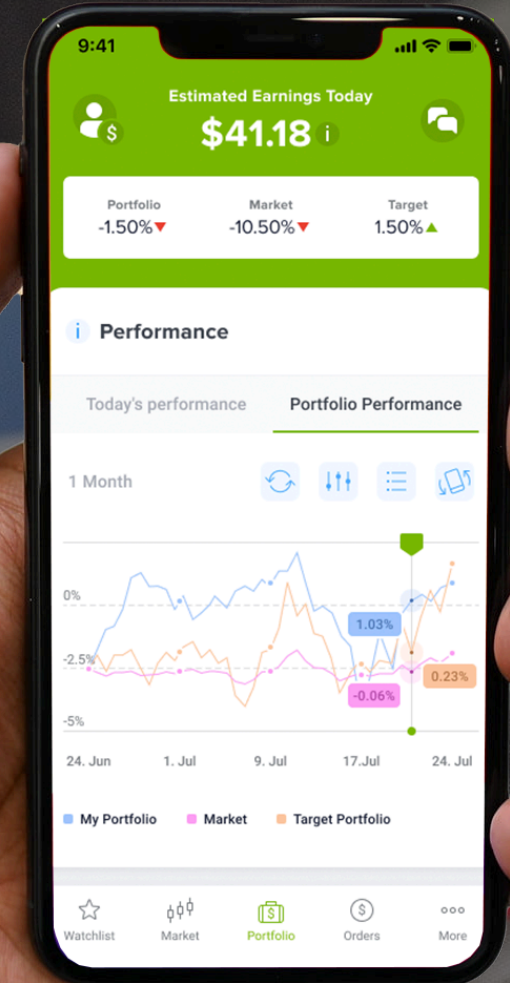 9:41
Estimated Earnings Today
$41.18 i
Portfolio Market Target
-1.50% -10.50% 1.50%
i Performance
Today's performance Portfolio Performance
1 Month
0%
1.03%
-2.5%
0.23%
-0.06%
-5%
24. Jun 1. Jul 9. Jul 17.Jul 24. Jul
My Portfolio Market Target Portfolio
Watchlist Market Portfolio Orders More